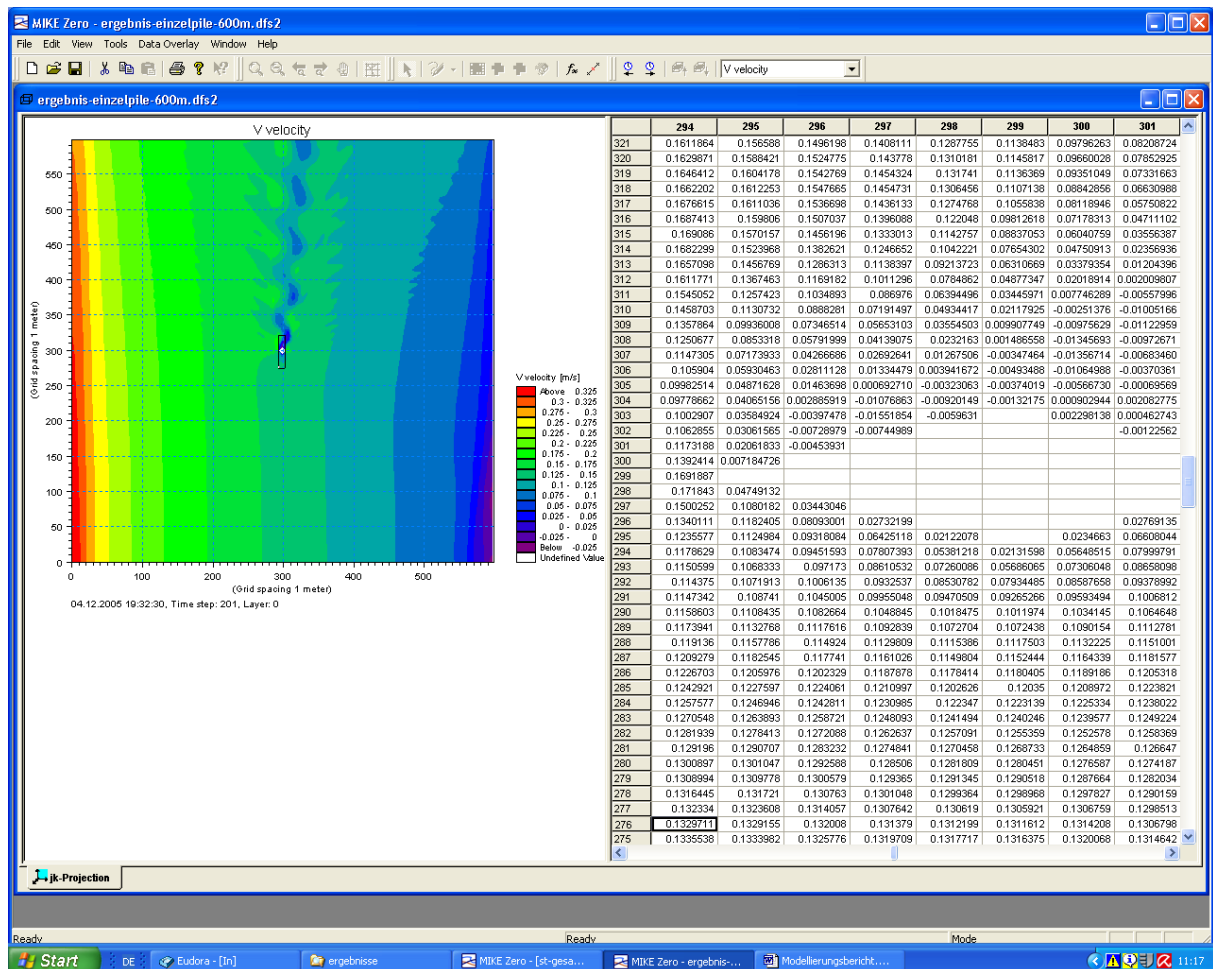 MIKE Zero - ergebnis-einzelpile-600m.dfs2
File Edit View Tools Data Overlay Window Help
V velocity
ergebnis-einzelpile-600m.dfs2
V velocity
550
500
450
400
350
300
250
200
150
100
50
0
(Grid spacing 1 meter)
0 100 200 300 400 500
(Grid spacing 1 meter)
04.12.2005 19:32:30, Time step: 201, Layer: 0
V velocity [m/s]
Above 0.325
0.3 - 0.325
0.275 - 0.3
0.25 - 0.275
0.225 - 0.25
0.2 - 0.225
0.175 - 0.2
0.15 - 0.175
0.125 - 0.15
0.1 - 0.125
0.075 - 0.1
0.05 - 0.075
0.025 - 0.05
0 - 0.025
-0.025 - 0
Below -0.025
Undefined Value
294 295 296 297 298 299 300 301
321 0.1611864 0.156588 0.1496198 0.1408111 0.1287755 0.1138483 0.09796263 0.08208724
320 0.1629871 0.1588421 0.1524775 0.143778 0.1310181 0.1145817 0.09660028 0.07852925
319 0.1646412 0.1604178 0.1542769 0.1454324 0.131741 0.1136369 0.09351049 0.07331663
318 0.1662202 0.1612253 0.1547665 0.1454731 0.1306456 0.1107138 0.08842856 0.06630988
317 0.1676615 0.1611036 0.1536698 0.1436133 0.1274768 0.1055838 0.08118946 0.05750822
316 0.1687413 0.159806 0.1507037 0.1396088 0.122048 0.09812618 0.07178313 0.04711102
315 0.169086 0.1570157 0.1456196 0.1333013 0.1142757 0.08837053 0.06040759 0.03556387
314 0.1682299 0.1523968 0.1382621 0.1246652 0.1042221 0.07654302 0.04750913 0.02356936
313 0.1657098 0.1456769 0.1286313 0.1138397 0.09213723 0.06310669 0.03379354 0.01204396
312 0.1611771 0.1367463 0.1169182 0.1011296 0.0784862 0.04877347 0.02018914 0.002009807
311 0.1545052 0.1257423 0.1034893 0.086976 0.06394496 0.03445971 0.007746289 -0.00557996
310 0.1458703 0.1130732 0.0888281 0.07191497 0.04934417 0.02117925 -0.00251376 -0.01005166
309 0.1357864 0.09936008 0.07346514 0.05653103 0.03554503 0.009907749 -0.00975629 -0.01122959
308 0.1250677 0.0853318 0.05791999 0.04139075 0.0232163 0.001486558 -0.01345693 -0.00972671
307 0.1147305 0.07173933 0.04266686 0.02692641 0.01267506 -0.00347464 -0.01356714 -0.00683460
306 0.105904 0.05930462 0.02811128 0.01334479 0.003941672 -0.00493488 -0.01064988 -0.00370361
305 0.09982514 0.04871628 0.01463698 0.000692710 -0.00323063 -0.00374019 -0.00566730 -0.00069569
304 0.09778662 0.04065156 0.002885919 -0.01076863 -0.00920149 -0.00132175 0.000902944 0.002082775
303 0.1002907 0.03584924 -0.00397478 -0.01551854 -0.0059631 0.002298138 0.000462743
302 0.1062855 0.03061565 -0.00728979 -0.00744989 -0.00122562
301 0.1173188 0.02061833 -0.00453931
300 0.1392414 0.007184726
299 0.1691887
298 0.171843 0.04749132
297 0.1500252 0.1080182 0.03443046
296 0.1340111 0.1182405 0.08093001 0.02732199 0.02769135
295 0.1235577 0.1124984 0.09318084 0.06425118 0.02122078 0.0234663 0.06608044
294 0.1178629 0.1083474 0.09451593 0.07807393 0.05381218 0.02131598 0.05648515 0.07999791
293 0.1150599 0.1068333 0.097173 0.08610532 0.07260086 0.05686065 0.07306048 0.08658098
292 0.114375 0.1071913 0.1006135 0.0932537 0.08530782 0.07934485 0.08587658 0.09378992
291 0.1147342 0.108741 0.1045005 0.09955048 0.09470509 0.09265266 0.09593494 0.1006812
290 0.1158603 0.1108435 0.1082664 0.1048845 0.1018475 0.1011974 0.1034145 0.1064648
289 0.1173941 0.1132768 0.1117616 0.1092839 0.1072704 0.1072438 0.1090154 0.1112781
288 0.119136 0.1157786 0.114924 0.1129809 0.1115386 0.1117503 0.1132225 0.1151001
287 0.1209279 0.1182545 0.117741 0.1161026 0.1149804 0.1152444 0.1164339 0.1181577
286 0.1226703 0.1205976 0.1202329 0.1187878 0.1178414 0.1180405 0.1189186 0.1205318
285 0.1242921 0.1227597 0.1224061 0.1210997 0.1202626 0.12035 0.1208972 0.1223821
284 0.1257577 0.1246946 0.1242811 0.1230985 0.122347 0.1223139 0.1225334 0.1238022
283 0.1270548 0.1263893 0.1258721 0.1248093 0.1241494 0.1240246 0.1239577 0.1249224
282 0.1281939 0.1278413 0.1272088 0.1262637 0.1257091 0.1255359 0.1252578 0.1258369
281 0.129196 0.1290707 0.1283232 0.1274841 0.1270458 0.1268733 0.1264859 0.126647
280 0.1300897 0.1301047 0.1292588 0.128506 0.1281809 0.1280451 0.1276587 0.1274187
279 0.1308994 0.1309778 0.1300579 0.129365 0.1291345 0.1290518 0.1287664 0.1282034
278 0.1316445 0.131721 0.130763 0.1301048 0.1299364 0.1298968 0.1297827 0.1290159
277 0.132334 0.1323608 0.1314057 0.1307642 0.130619 0.1305921 0.1306759 0.1298513
276 0.1329711 0.1329155 0.132008 0.131379 0.1312199 0.1311612 0.1314208 0.1306798
275 0.1335538 0.1333982 0.1325776 0.1319709 0.1317717 0.1316375 0.1320068 0.1314642
jk-Projection
Ready Ready Mode
Start DE Eudora - [In] ergebnisse MIKE Zero - [st-gesa... MIKE Zero - ergebnis-... Modellierungsbericht.... 11:17